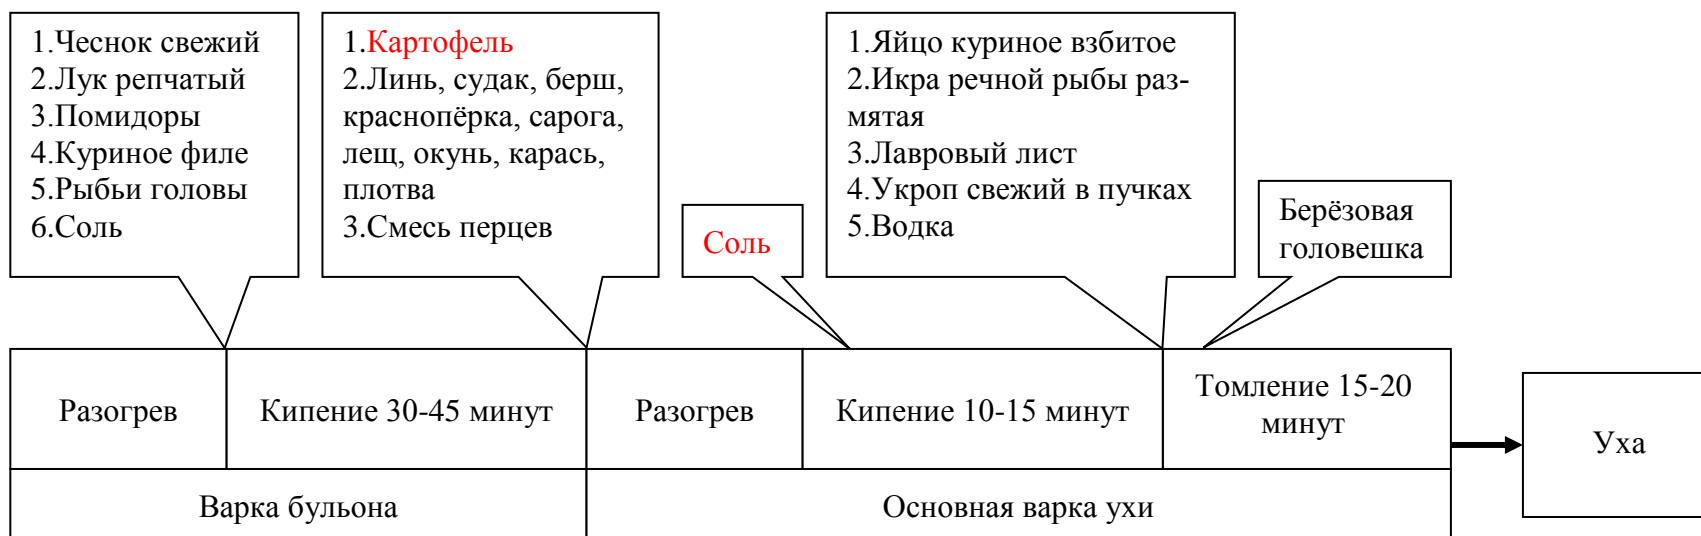 1.Чеснок свежий
2.Лук репчатый
3.Помидоры
4.Куриное филе
5.Рыбьи головы
6.Соль
1.Картофель
2.Линь, судак, берш,
краснопёрка, сарога,
лещ, окунь, карась,
плотва
3.Смесь перцев
Соль
1.Яйцо куриное взбитое
2.Икра речной рыбы раз-
мятая
3.Лавровый лист
4.Укроп свежий в пучках
5.Водка
Берёзовая
головешка
Разогрев
Кипение 30-45 минут
Разогрев
Кипение 10-15 минут
Томление 15-20
минут
Уха
Варка бульона
Основная варка ухи